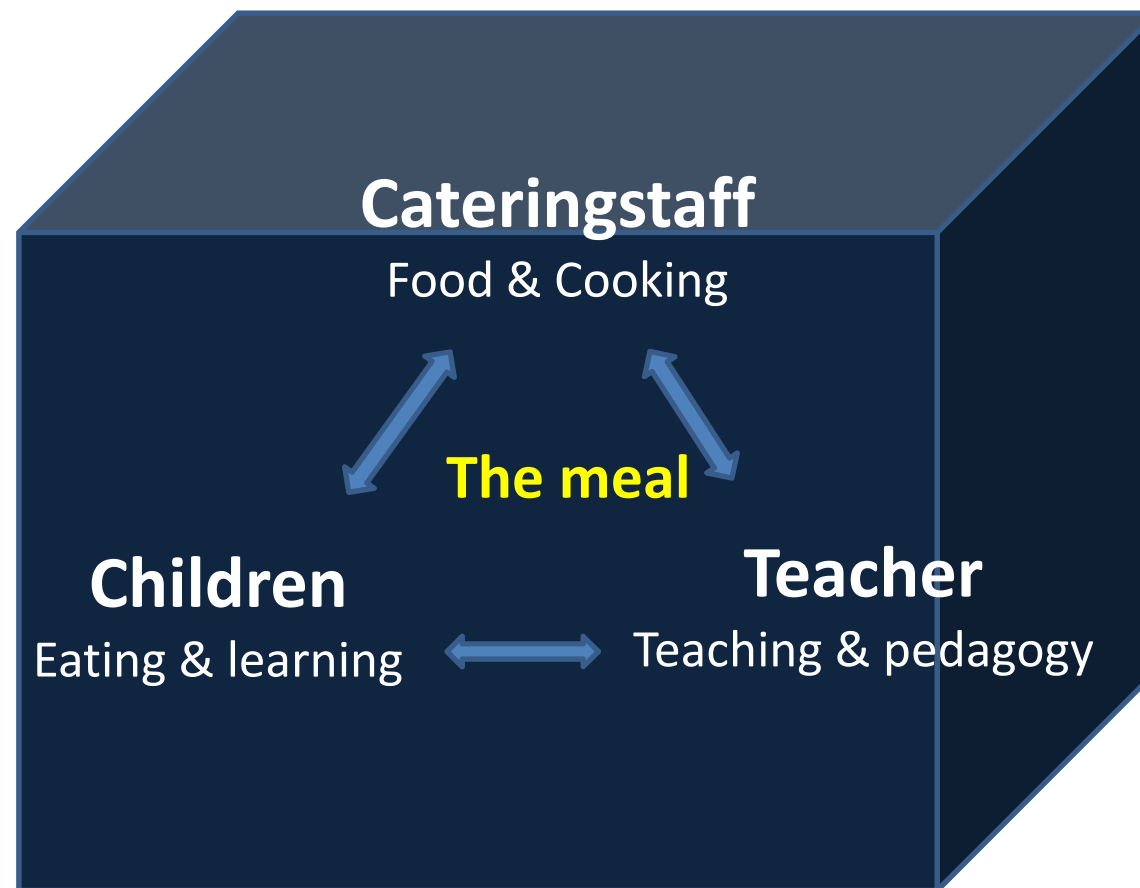 Cateringstaff
Food & Cooking
The meal
Children
Eating & learning
Teacher
Teaching & pedagogy